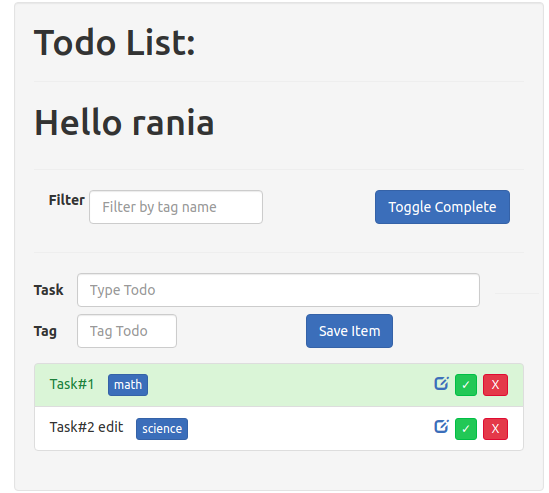 Todo List:
Hello rania
Filter Filter by tag name Toggle Complete
Task Type Todo
Tag Tag Todo Save Item
Task#1 math ✓ X
Task#2 edit science ✓ X